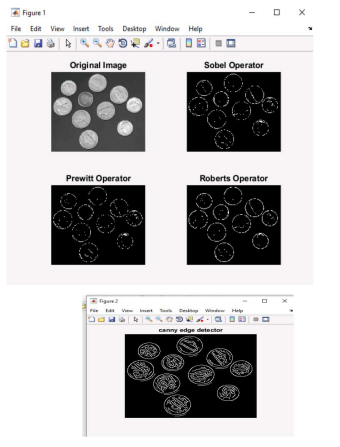 Figure 1
File Edit View Insert Tools Desktop Window Help
Original Image
Sobel Operator
Prewitt Operator
Roberts Operator
Figure 2
File Edit View Insert Tools Desktop Window Help
canny edge detector